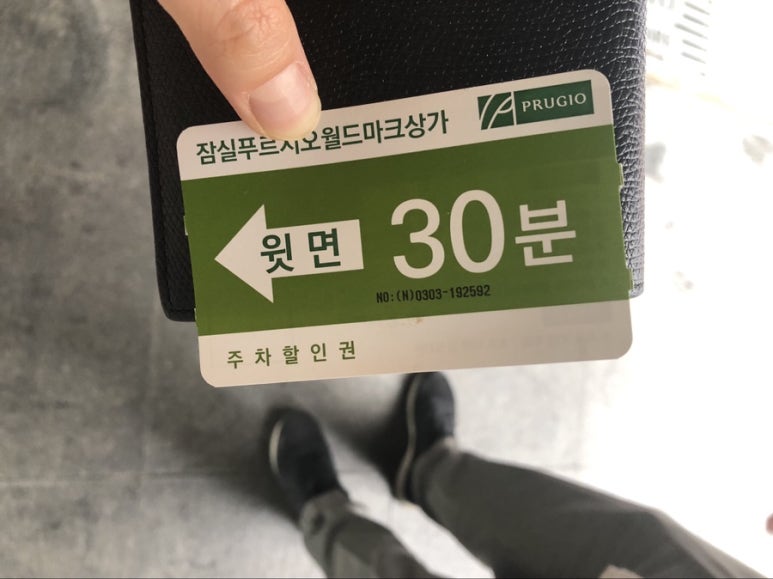 잠실푸르지오월드마크상가
PRUGIO
윗면
30분
NO:(N)0303-192592
주차할인권